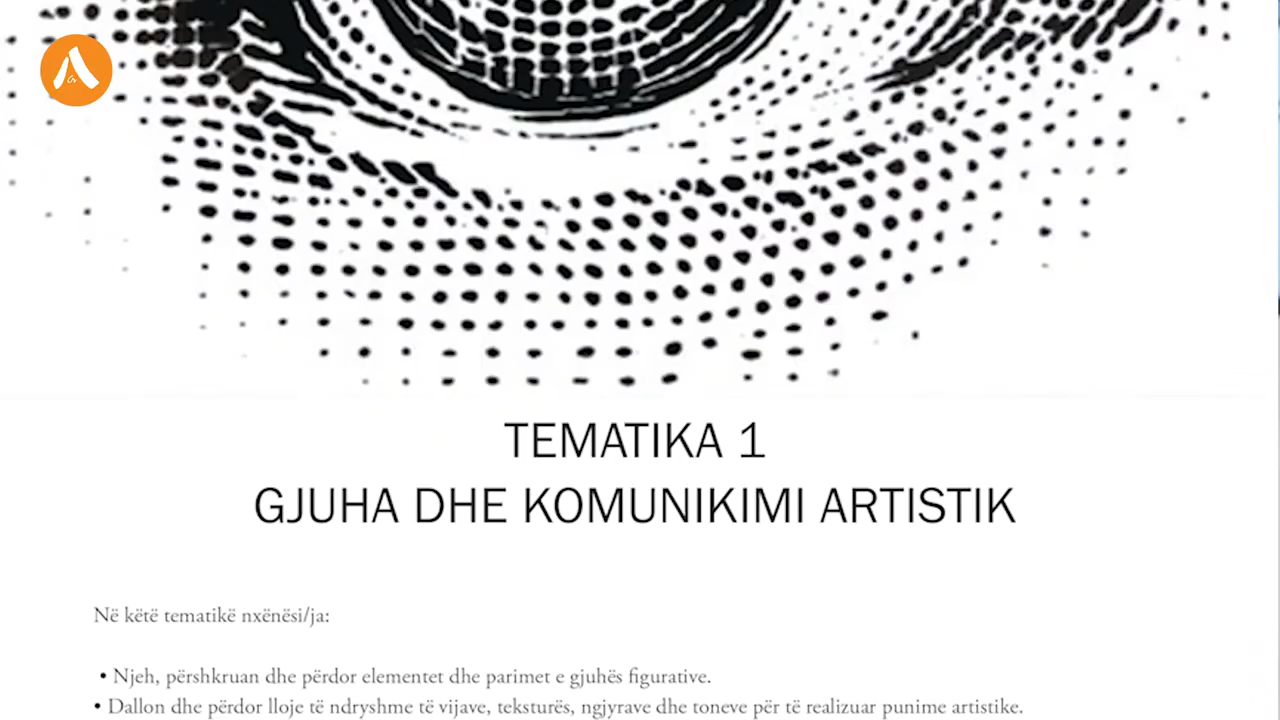 TEMATIKA 1
GJUHA DHE KOMUNIKIMI ARTISTIK
Në këtë tematikë nxënësi/ja:
• Njeh, përshkruan dhe përdor elementet dhe parimet e gjuhës figurative.
• Dallon dhe përdor lloje të ndryshme të vijave, teksturës, ngjyrave dhe toneve për të realizuar punime artistike.